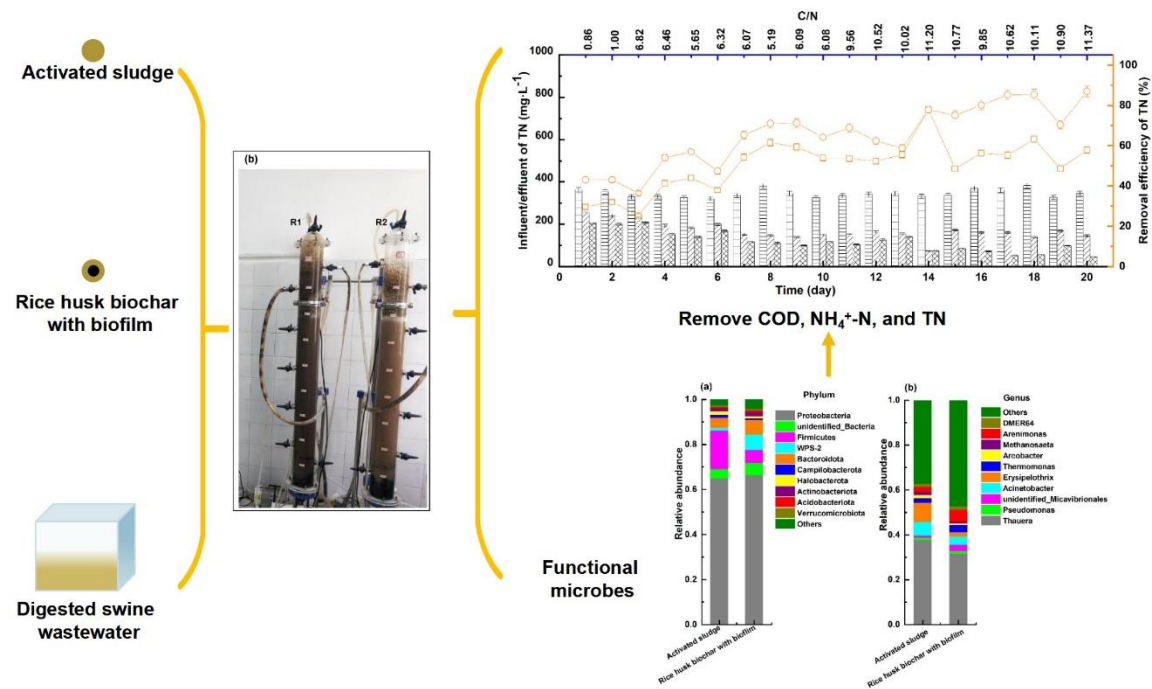 Activated sludge
Rice husk biochar
with biofilm
Digested swine
wastewater
(b)
R1
R2
C/N
0.86 1.00 6.82 6.46 5.65 6.32 6.07 5.19 6.09 6.08 9.56 10.52 10.02 11.20 10.77 9.85 10.62 10.11 10.90 11.37
Influent/effluent of TN (mg·L⁻¹)
1000
800
600
400
200
0
Removal efficiency of TN (%)
100
80
60
40
20
0
0 2 4 6 8 10 12 14 16 18 20
Time (day)
Remove COD, NH₄⁺-N, and TN
Functional
microbes
(a)
Relative abundance
1.0
0.8
0.6
0.4
0.2
0.0
Activated sludge
Rice husk biochar with biofilm
Phylum
Proteobacteria
unidentified_Bacteria
Firmicutes
WPS-2
Bacteroidota
Campilobacterota
Halobacterota
Actinobacteriota
Acidobacteriota
Verrucomicrobiota
Others
(b)
Relative abundance
1.0
0.8
0.6
0.4
0.2
0.0
Activated sludge
Rice husk biochar with biofilm
Genus
Others
DMER64
Arenimonas
Methanosaeta
Arcobacter
Thermomonas
Erysipelothrix
Acinetobacter
unidentified_Micavibrionales
Pseudomonas
Thauera